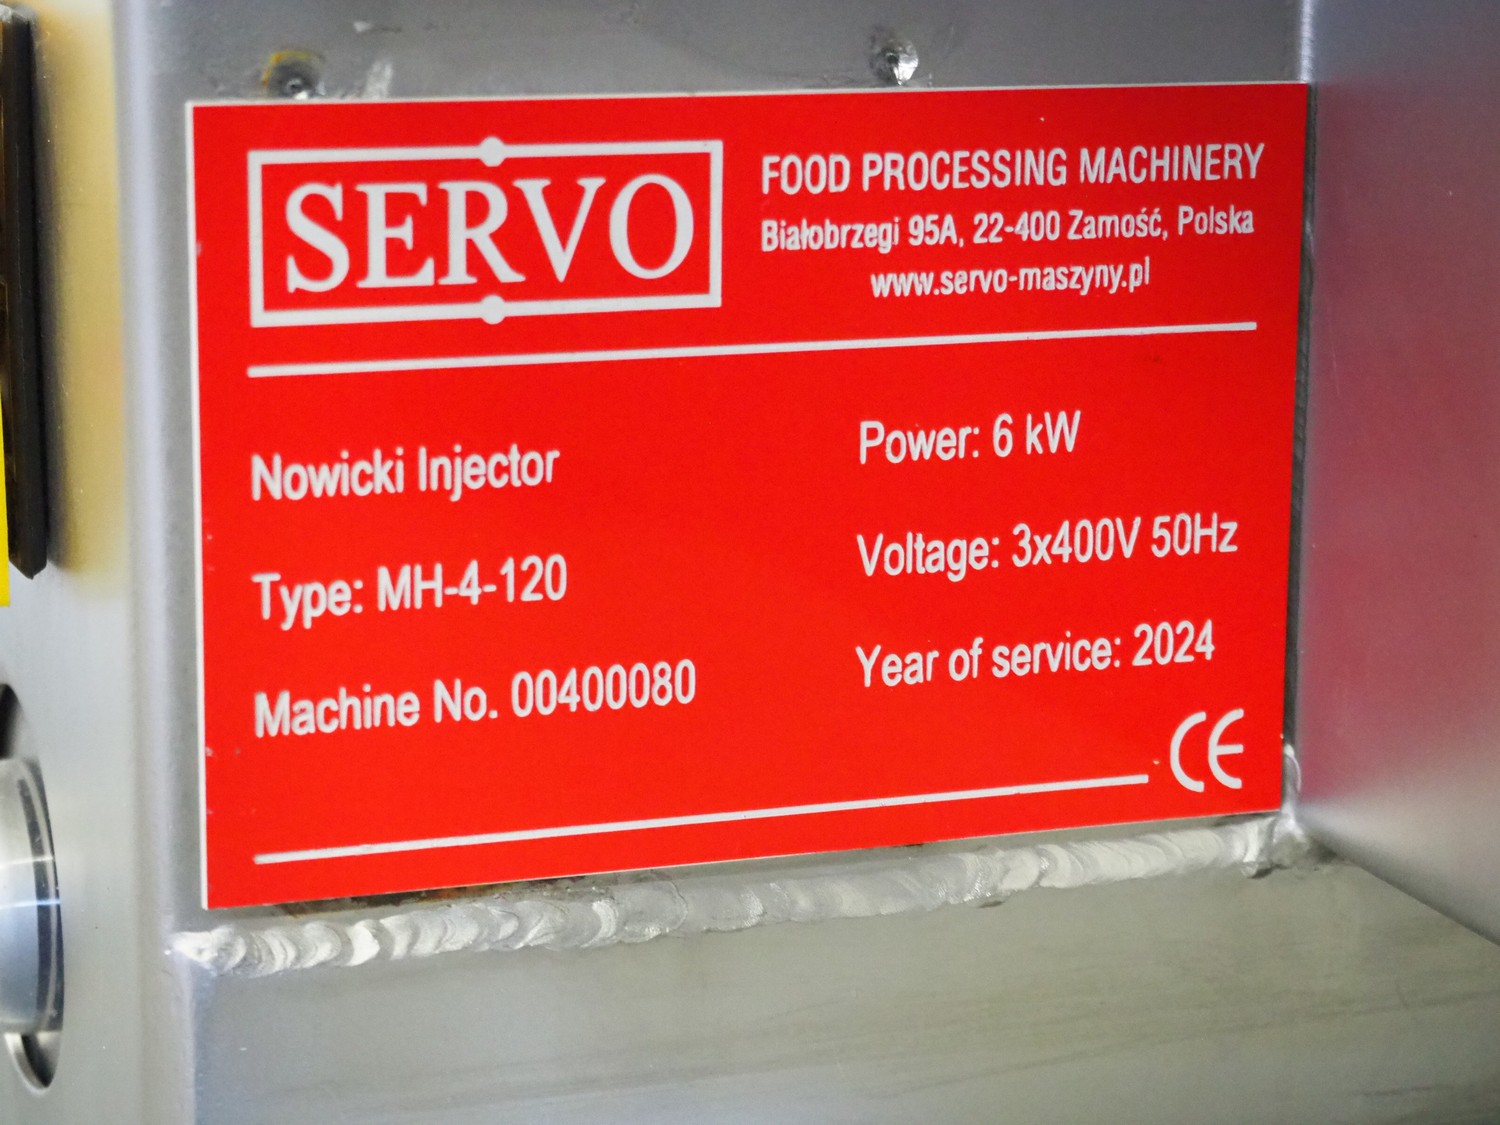 SERVO
FOOD PROCESSING MACHINERY
Białobrzegi 95A, 22-400 Zamość, Polska
www.servo-maszyny.pl
Nowicki Injector
Type: MH-4-120
Machine No. 00400080
Power: 6 kW
Voltage: 3x400V 50Hz
Year of service: 2024
CE